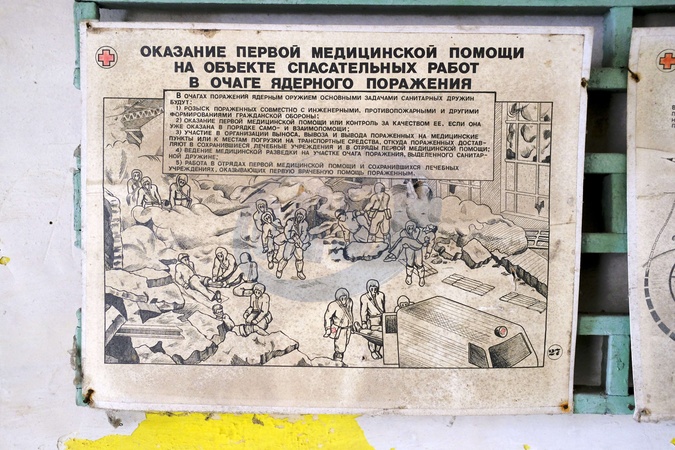 ОКАЗАНИЕ ПЕРВОЙ МЕДИЦИНСКОЙ ПОМОЩИ
НА ОБЪЕКТЕ СПАСАТЕЛЬНЫХ РАБОТ
В ОЧАГЕ ЯДЕРНОГО ПОРАЖЕНИЯ
В ОЧАГАХ ПОРАЖЕНИЯ ЯДЕРНЫМ ОРУЖИЕМ ОСНОВНЫМИ ЗАДАЧАМИ САНИТАРНЫХ ДРУЖИН
БУДУТ:
1) РОЗЫСК ПОРАЖЕННЫХ СОВМЕСТНО С ИНЖЕНЕРНЫМИ, ПРОТИВОПОЖАРНЫМИ И ДРУГИМИ
ФОРМИРОВАНИЯМИ ГРАЖДАНСКОЙ ОБОРОНЫ;
2) ОКАЗАНИЕ ПЕРВОЙ МЕДИЦИНСКОЙ ПОМОЩИ ИЛИ КОНТРОЛЬ ЗА КАЧЕСТВОМ ЕЕ, ЕСЛИ ОНА
УЖЕ ОКАЗАНА В ПОРЯДКЕ САМО- И ВЗАИМОПОМОЩИ;
3) УЧАСТИЕ В ОРГАНИЗАЦИИ ВЫНОСА, ВЫВОЗА И ВЫВОДА ПОРАЖЕННЫХ НА МЕДИЦИНСКИЕ
ПУНКТЫ ИЛИ К МЕСТАМ ПОГРУЗКИ НА ТРАНСПОРТНЫЕ СРЕДСТВА, ОТКУДА ПОРАЖЕННЫХ ДОСТАВ-
ЛЯЮТ В СОХРАНИВШИЕСЯ ЛЕЧЕБНЫЕ УЧРЕЖДЕНИЯ И В ОТРЯДЫ ПЕРВОЙ МЕДИЦИНСКОЙ ПОМОЩИ;
ВЕДЕНИЕ МЕДИЦИНСКОЙ РАЗВЕДКИ НА УЧАСТКЕ ОЧАГА ПОРАЖЕНИЯ, ВЫДЕЛЕННОГО САНИТАР-
НОЙ ДРУЖИНЕ;
5) РАБОТА В ОТРЯДАХ ПЕРВОЙ МЕДИЦИНСКОЙ ПОМОЩИ И СОХРАНИВШИХСЯ ЛЕЧЕБНЫХ
УЧРЕЖДЕНИЯХ, ОКАЗЫВАЮЩИХ ПЕРВУЮ ВРАЧЕБНУЮ ПОМОЩЬ ПОРАЖЕННЫМ.
27